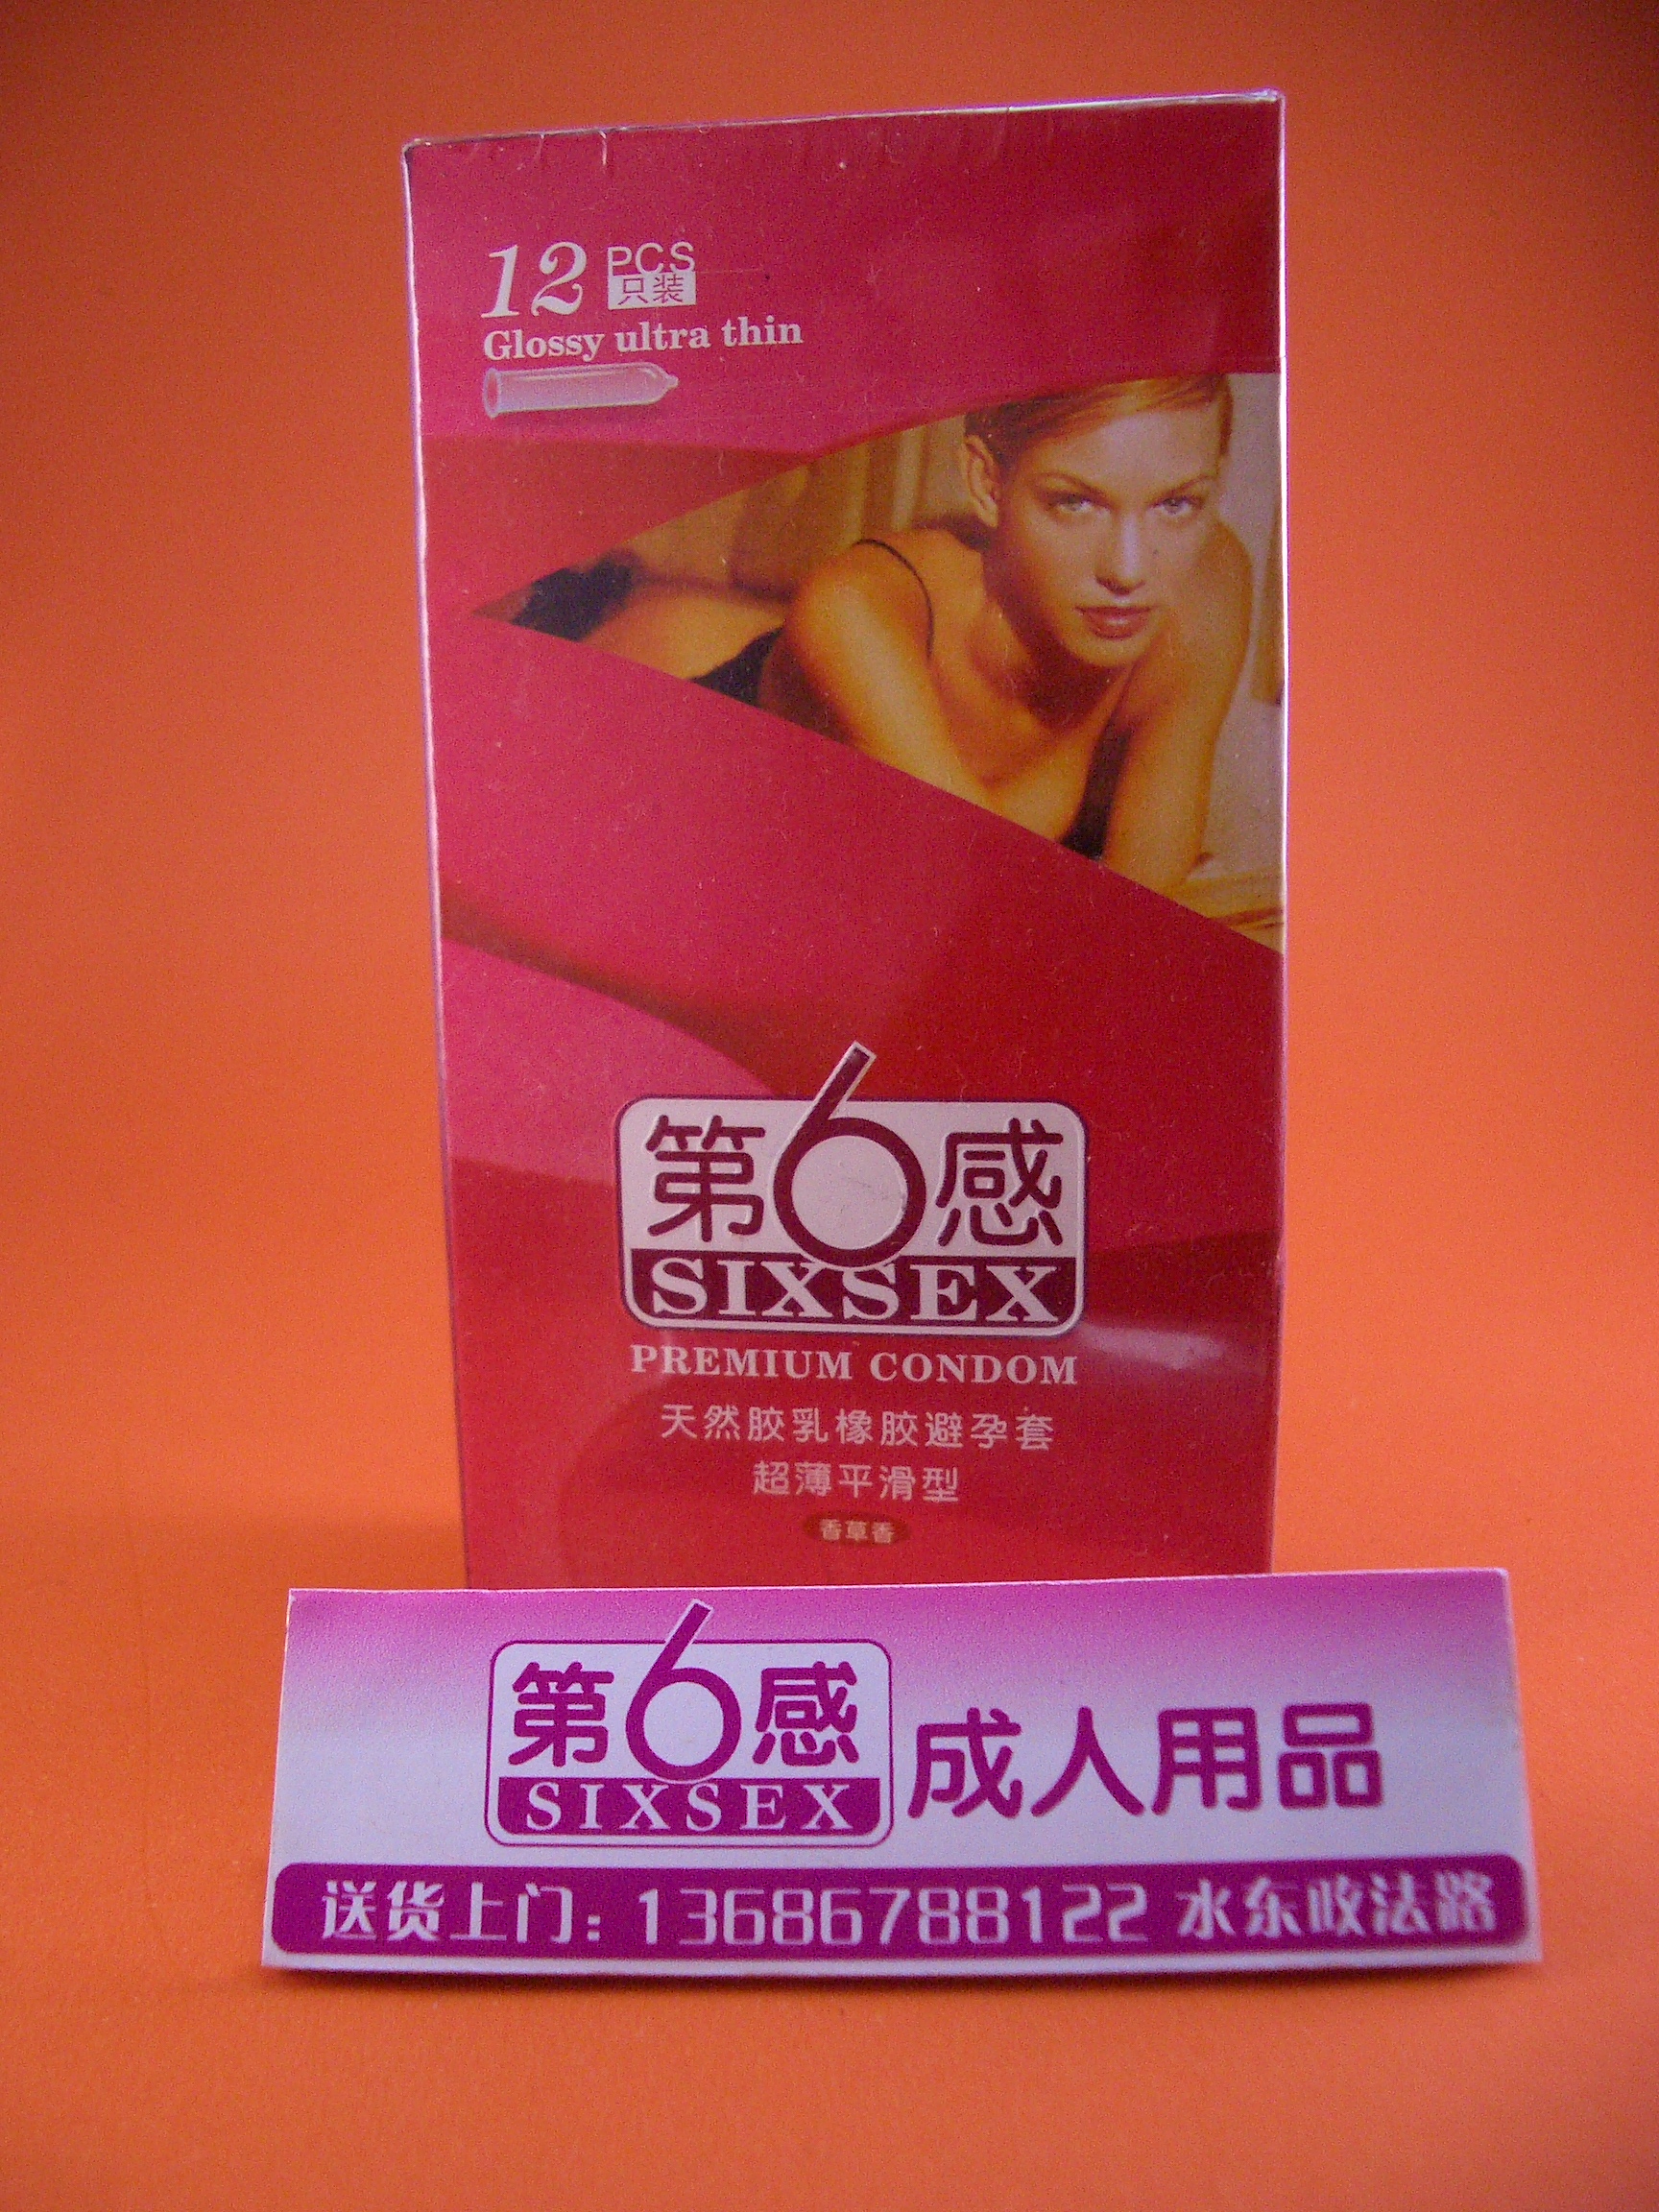 12 PCS
只装
Glossy ultra thin
第6感
SIXSEX
PREMIUM CONDOM
天然胶乳橡胶避孕套
超薄平滑型
香草香
第6感 成人用品
SIXSEX
送货上门: 13686788122 水东政法路